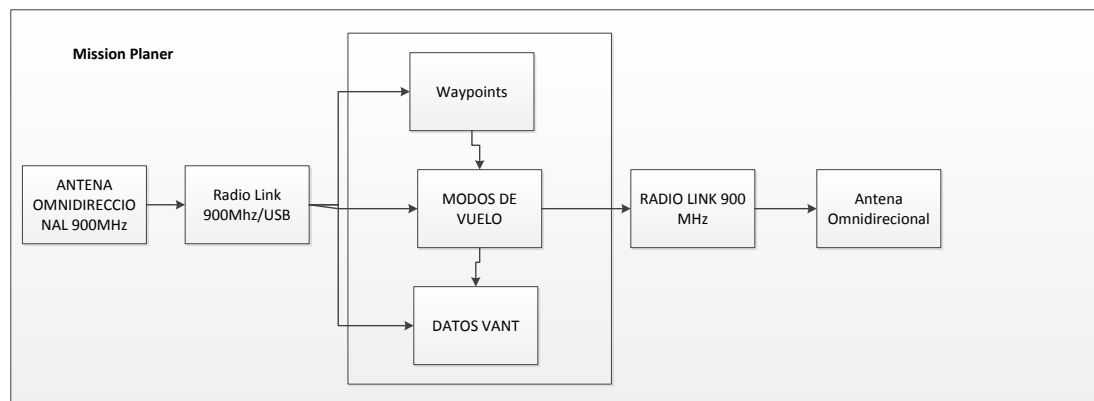 Mission Planer
Waypoints
ANTENA
OMNIDIRECCIO
NAL 900MHz
Radio Link
900Mhz/USB
MODOS DE
VUELO
RADIO LINK 900
MHz
Antena
Omnidirecional
DATOS VANT